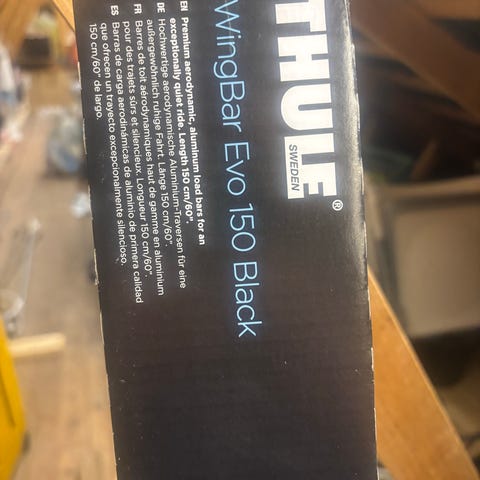 THULE®
SWEDEN
WingBar Evo 150 Black
EN Premium aerodynamic, aluminum load bars for an
exceptionally quiet ride. Length 150 cm/60".
DE Hochwertige aerodynamische Aluminium-Traversen für eine
außergewöhnlich ruhige Fahrt. Länge 150 cm/60".
FR Barres de toit aérodynamiques haut de gamme en aluminium
pour des trajets sûrs et silencieux. Longueur 150 cm/60".
ES Barras de carga aerodinámicas de aluminio de primera calidad
que ofrecen un trayecto excepcionalmente silencioso.
150 cm/60" de largo.